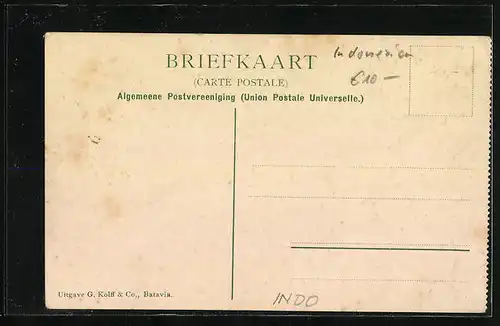 Indonesien
€10 —
BRIEFKAART
(CARTE POSTALE)
Algemeene Postvereeniging (Union Postale Universelle.)
Uitgave G. Kolff & Co., Batavia.
INDO